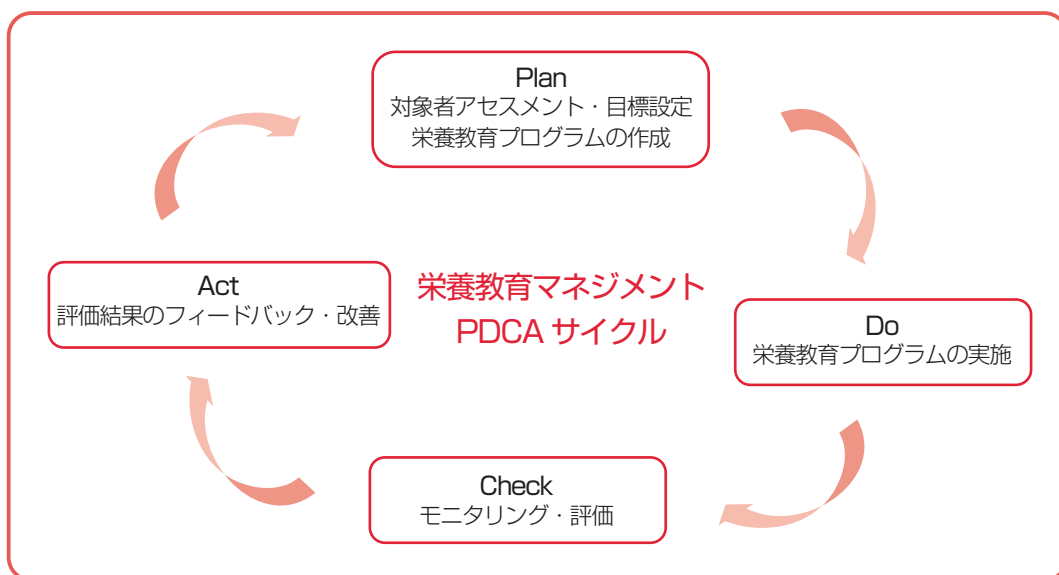 Plan
対象者アセスメント・目標設定
栄養教育プログラムの作成
Act
評価結果のフィードバック・改善
栄養教育マネジメント
PDCA サイクル
Do
栄養教育プログラムの実施
Check
モニタリング・評価